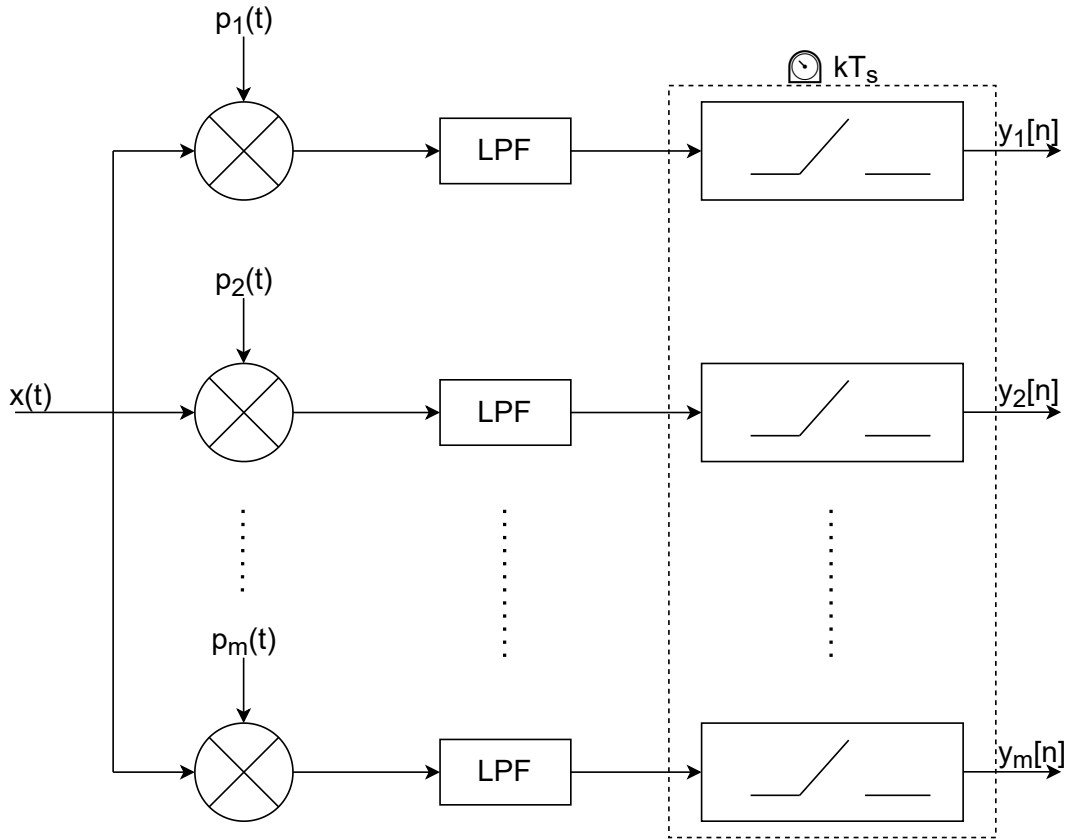 p₁(t)
kTₛ
LPF
y₁[n]
p₂(t)
x(t)
LPF
y₂[n]
pₘ(t)
LPF
yₘ[n]